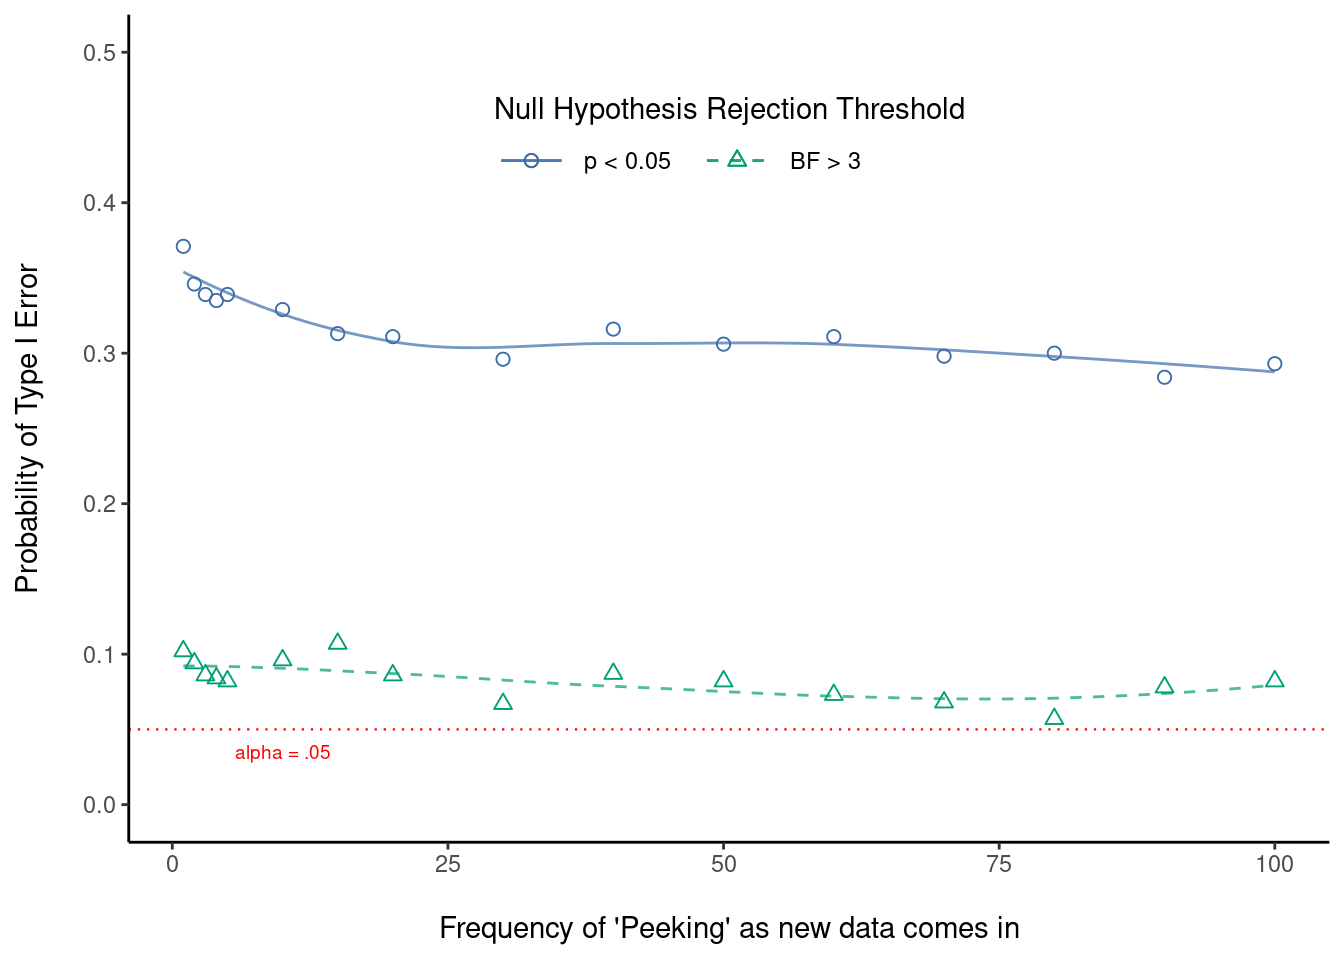 0.5
Null Hypothesis Rejection Threshold
p < 0.05 BF > 3
0.4
0.3
0.2
0.1
0.0
Probability of Type I Error
alpha = .05
0 25 50 75 100
Frequency of 'Peeking' as new data comes in